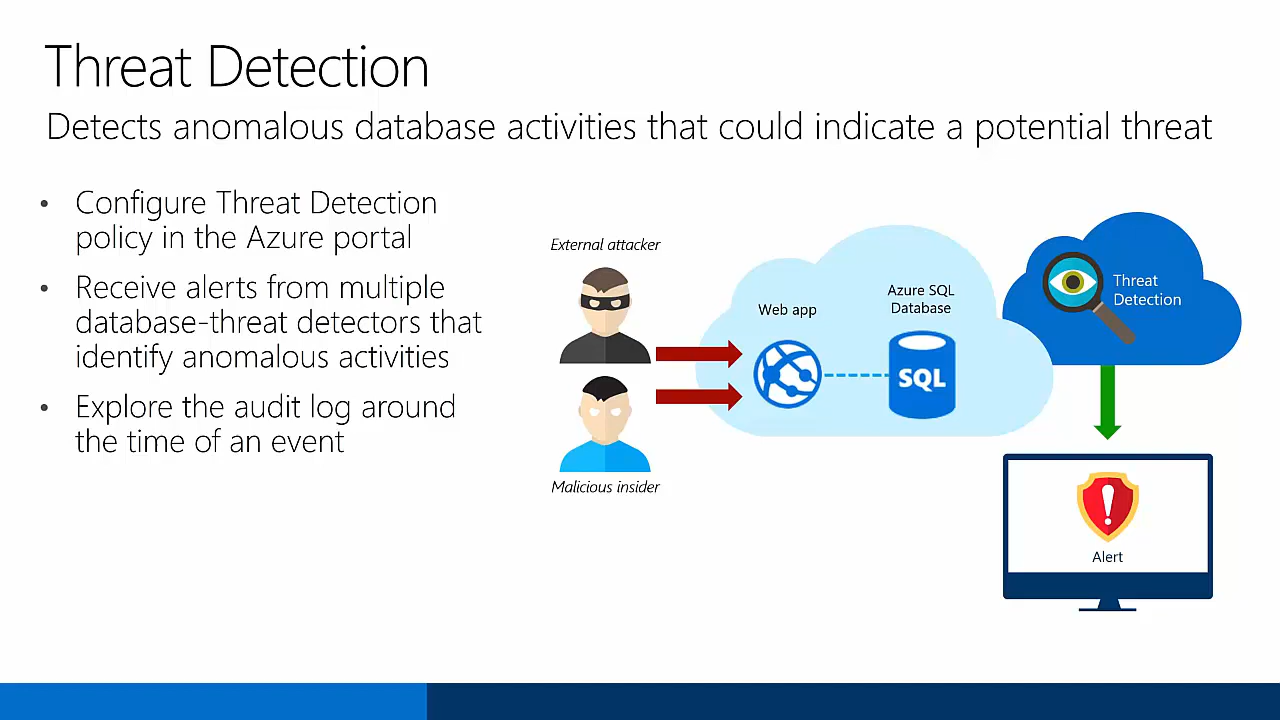 Threat Detection
Detects anomalous database activities that could indicate a potential threat
• Configure Threat Detection
policy in the Azure portal
• Receive alerts from multiple
database-threat detectors that
identify anomalous activities
• Explore the audit log around
the time of an event
External attacker
Malicious insider
Web app
Azure SQL
Database
SQL
Threat
Detection
Alert